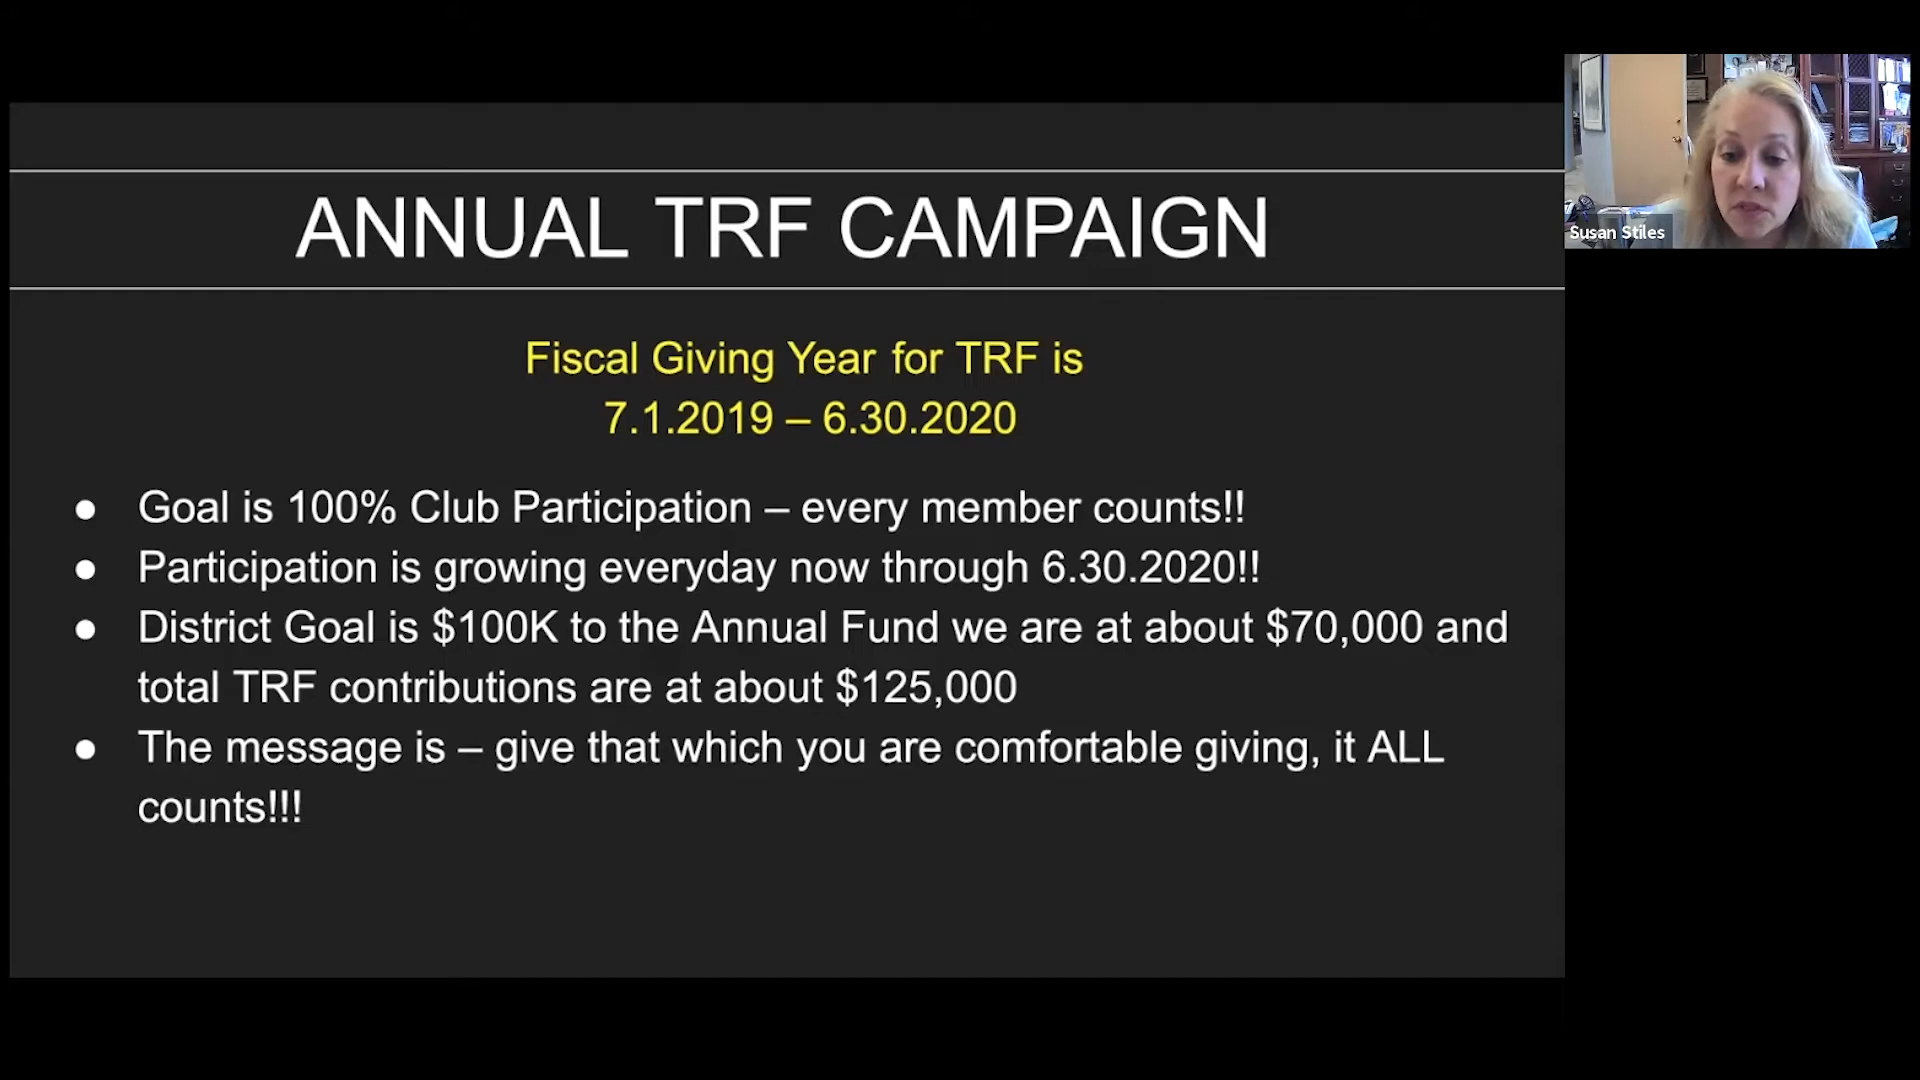 ANNUAL TRF CAMPAIGN
Fiscal Giving Year for TRF is
7.1.2019 – 6.30.2020
● Goal is 100% Club Participation – every member counts!!
● Participation is growing everyday now through 6.30.2020!!
● District Goal is $100K to the Annual Fund we are at about $70,000 and
total TRF contributions are at about $125,000
● The message is – give that which you are comfortable giving, it ALL
counts!!!
Susan Stiles